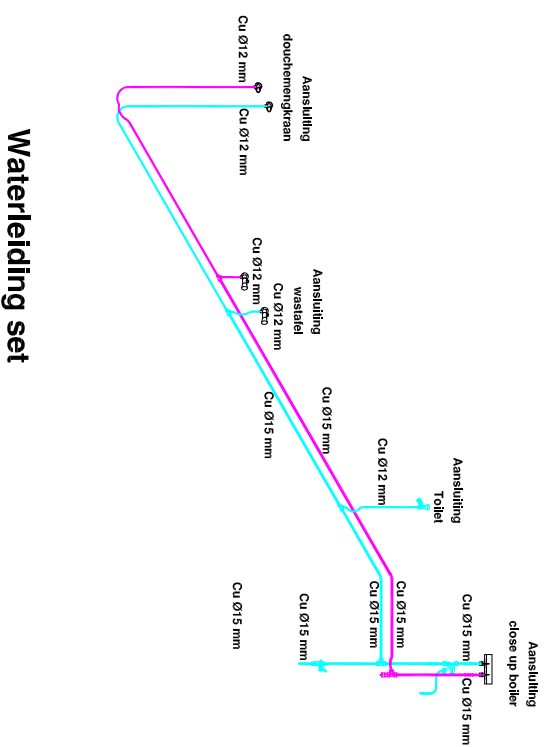 Waterleiding set
Aansluiting
douchemengkraan
Cu Ø12 mm
Cu Ø12 mm
Aansluiting
wastafel
Cu Ø12 mm
Cu Ø12 mm
Cu Ø15 mm
Cu Ø15 mm
Aansluiting
Toilet
Cu Ø12 mm
Aansluiting
close up boiler
Cu Ø15 mm
Cu Ø15 mm
Cu Ø15 mm
Cu Ø15 mm
Cu Ø15 mm
Cu Ø15 mm